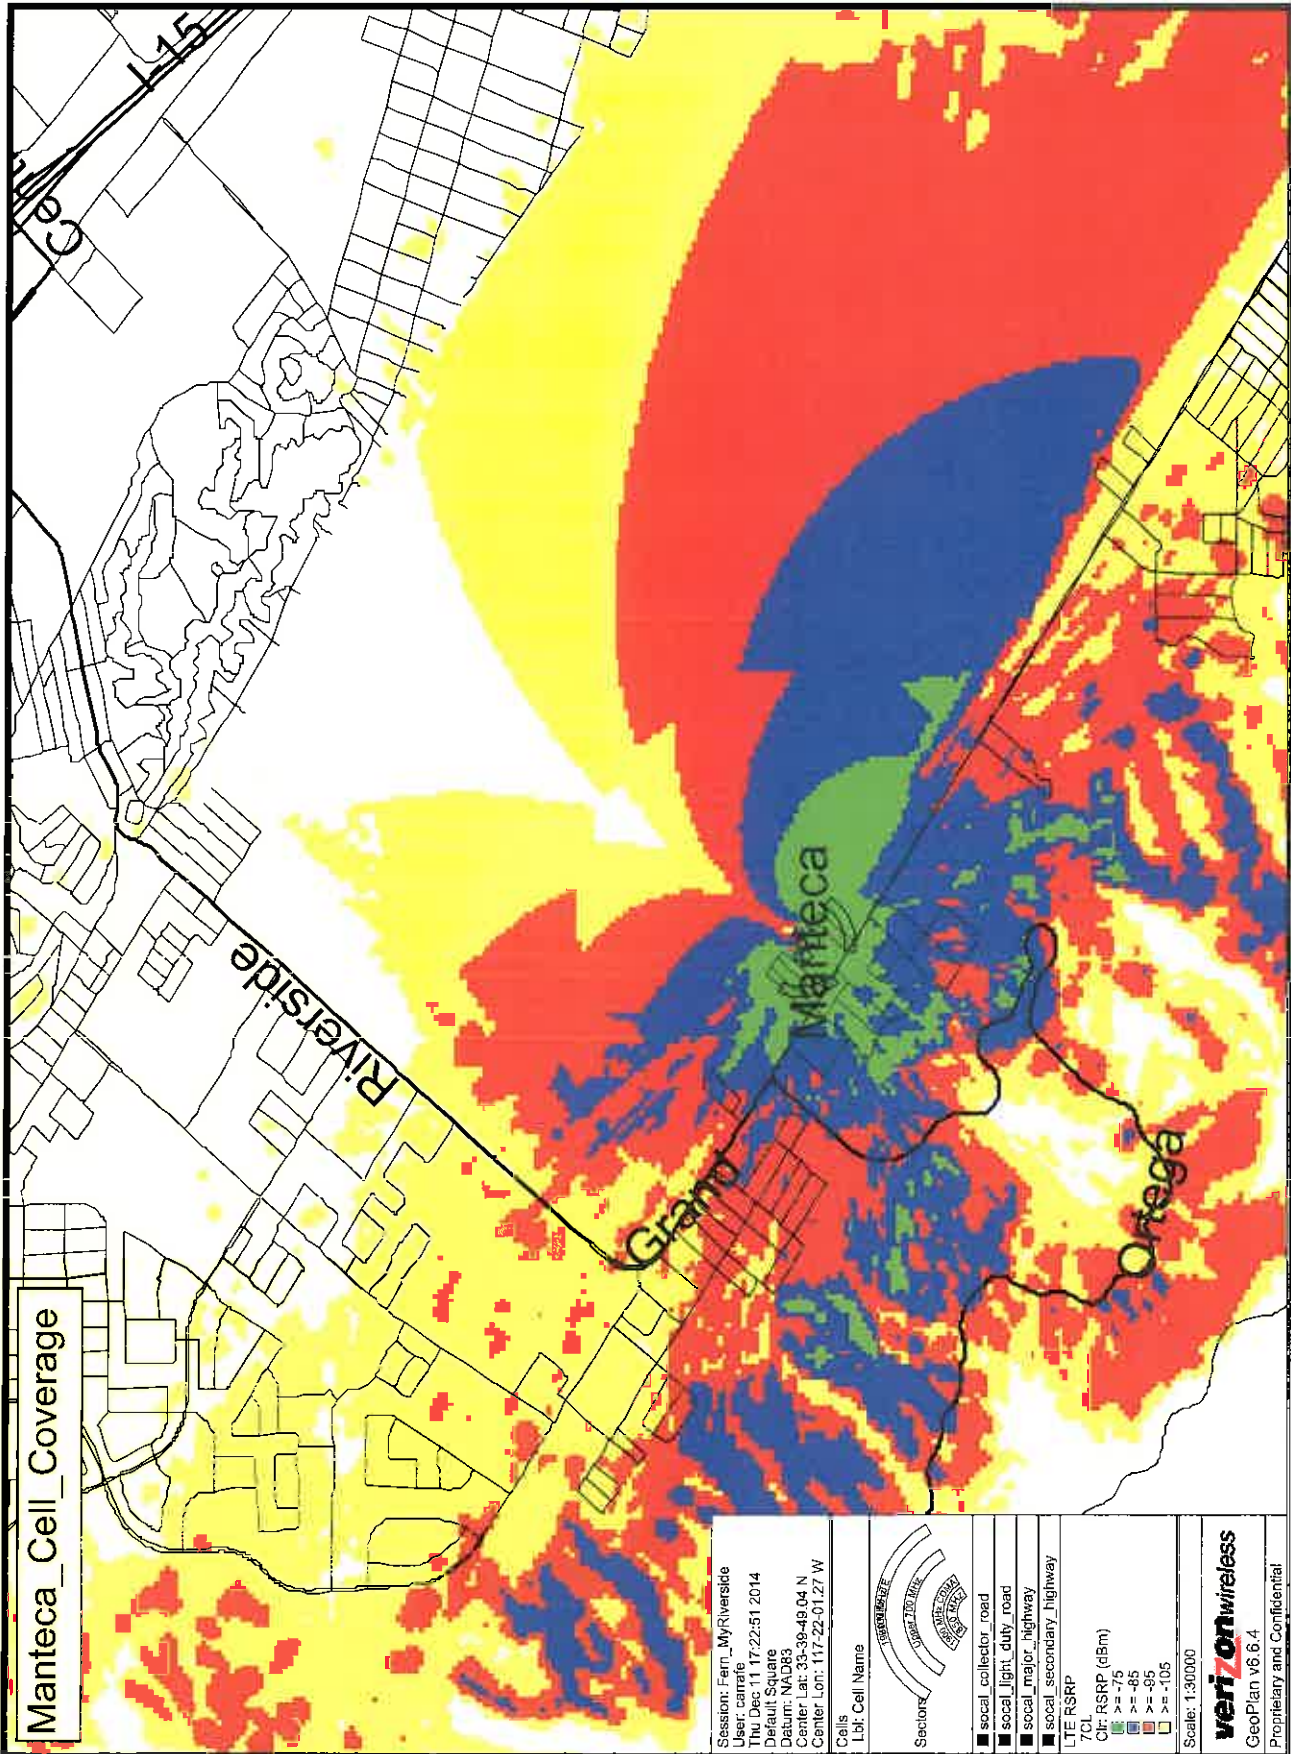 Manteca_Cell_Coverage
I-15
Ce
Riverside
Manteca
Grand
Ortega
Session: Fern_MyRiverside
User: carrafe
Thu Dec 11 17:22:51 2014
Default Square
Datum: NAD83
Center Lat: 33-39-49.04 N
Center Lon: 117-22-01.27 W
Cells
Lbl: Cell Name
Sectors
Upper 700 MHz
socal_collector_road
socal_light_duty_road
socal_major_highway
socal_secondary_highway
LTE RSRP
7CL
Clr: RSRP (dBm)
>= -75
>= -85
>= -95
>= -105
Scale: 1:30000
verizonwireless
GeoPlan v6.6.4
Proprietary and Confidential